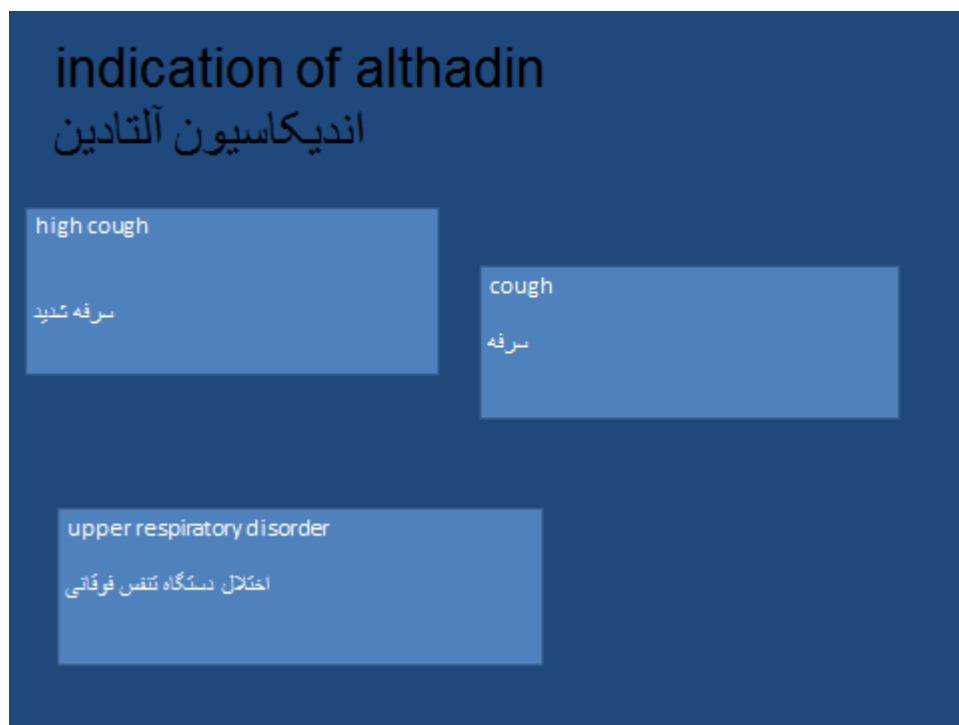 indication of althadin
اندیکاسیون آلتادین
high cough
سرفه شدید
cough
سرفه
upper respiratory disorder
اختلال دستگاه تنفس فوقانی